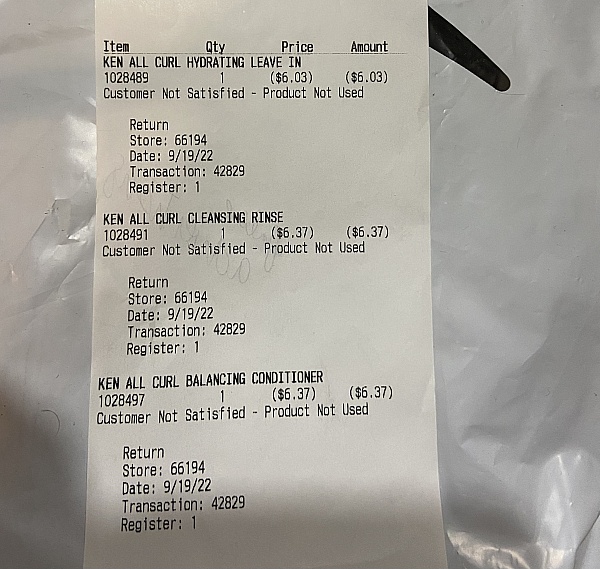 Item Qty Price Amount
KEN ALL CURL HYDRATING LEAVE IN
1028489 1 ($6.03) ($6.03)
Customer Not Satisfied - Product Not Used
Return
Store: 66194
Date: 9/19/22
Transaction: 42829
Register: 1
KEN ALL CURL CLEANSING RINSE
1028491 1 ($6.37) ($6.37)
Customer Not Satisfied - Product Not Used
Return
Store: 66194
Date: 9/19/22
Transaction: 42829
Register: 1
KEN ALL CURL BALANCING CONDITIONER
1028497 1 ($6.37) ($6.37)
Customer Not Satisfied - Product Not Used
Return
Store: 66194
Date: 9/19/22
Transaction: 42829
Register: 1